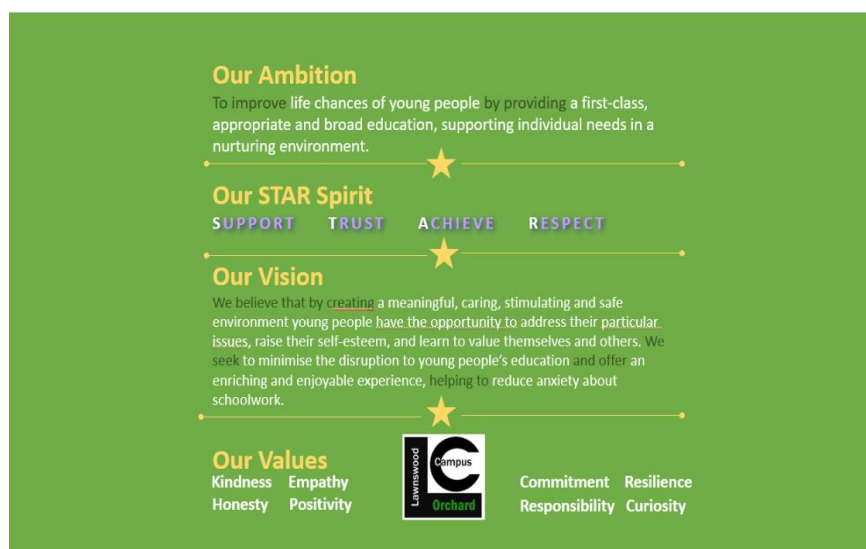 Our Ambition
To improve life chances of young people by providing a first-class,
appropriate and broad education, supporting individual needs in a
nurturing environment.
Our STAR Spirit
SUPPORT TRUST ACHIEVE RESPECT
Our Vision
We believe that by creating a meaningful, caring, stimulating and safe
environment young people have the opportunity to address their particular
issues, raise their self-esteem, and learn to value themselves and others. We
seek to minimise the disruption to young people's education and offer an
enriching and enjoyable experience, helping to reduce anxiety about
schoolwork.
Our Values
Kindness Empathy
Honesty Positivity
Lawnswood
Campus
Orchard
Commitment Resilience
Responsibility Curiosity